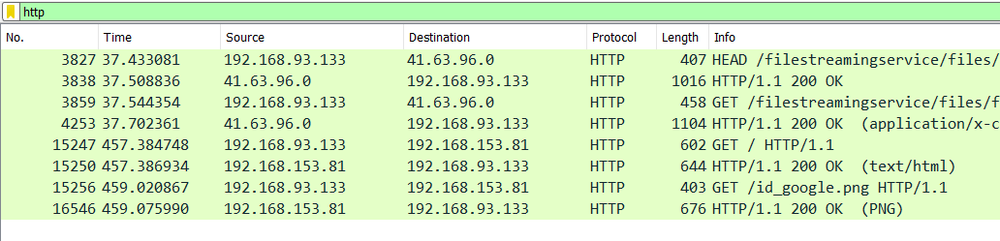 http
No. Time Source Destination Protocol Length Info
3827 37.433081 192.168.93.133 41.63.96.0 HTTP 407 HEAD /filestreamingservice/files/
3838 37.508836 41.63.96.0 192.168.93.133 HTTP 1016 HTTP/1.1 200 OK
3859 37.544354 192.168.93.133 41.63.96.0 HTTP 458 GET /filestreamingservice/files/f
4253 37.702361 41.63.96.0 192.168.93.133 HTTP 1104 HTTP/1.1 200 OK (application/x-c
15247 457.384748 192.168.93.133 192.168.153.81 HTTP 602 GET / HTTP/1.1
15250 457.386934 192.168.153.81 192.168.93.133 HTTP 644 HTTP/1.1 200 OK (text/html)
15256 459.020867 192.168.93.133 192.168.153.81 HTTP 403 GET /id_google.png HTTP/1.1
16546 459.075990 192.168.153.81 192.168.93.133 HTTP 676 HTTP/1.1 200 OK (PNG)